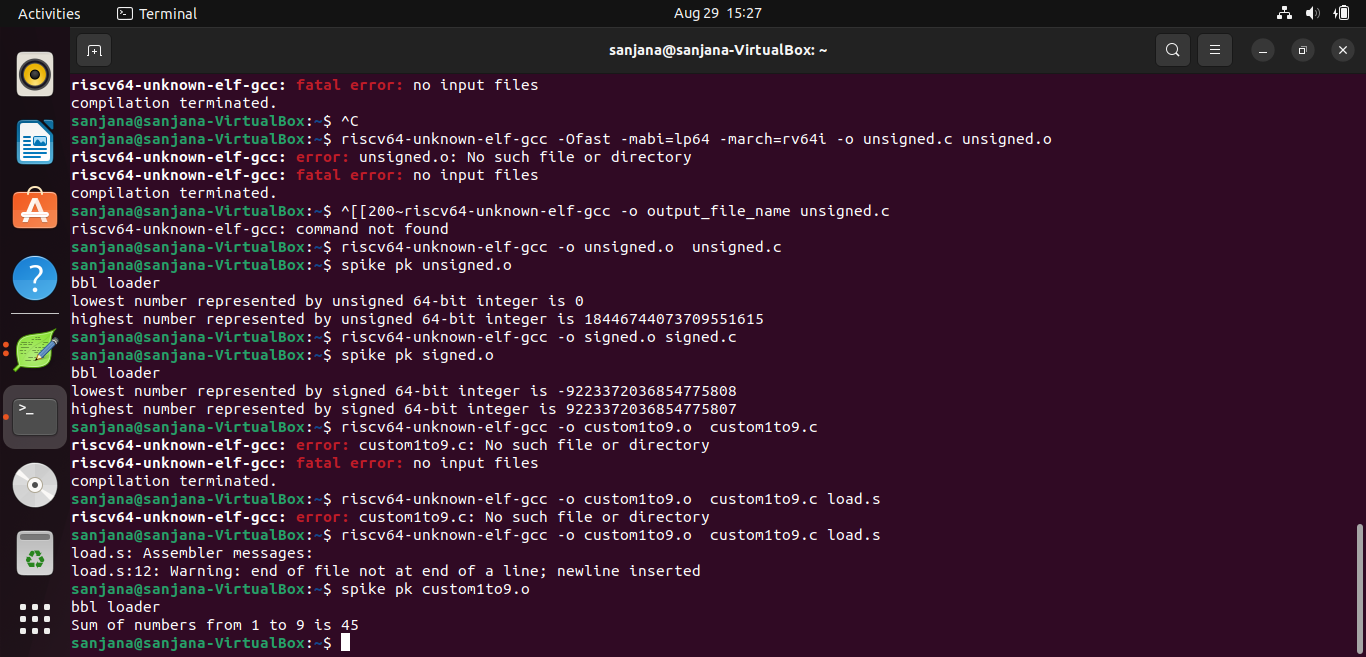 Activities
Terminal
Aug 29 15:27
sanjana@sanjana-VirtualBox: ~
riscv64-unknown-elf-gcc: fatal error: no input files
compilation terminated.
sanjana@sanjana-VirtualBox:~$ ^C
sanjana@sanjana-VirtualBox:~$ riscv64-unknown-elf-gcc -Ofast -mabi=lp64 -march=rv64i -o unsigned.c unsigned.o
riscv64-unknown-elf-gcc: error: unsigned.o: No such file or directory
riscv64-unknown-elf-gcc: fatal error: no input files
compilation terminated.
sanjana@sanjana-VirtualBox:~$ ^[[200~riscv64-unknown-elf-gcc -o output_file_name unsigned.c
riscv64-unknown-elf-gcc: command not found
sanjana@sanjana-VirtualBox:~$ riscv64-unknown-elf-gcc -o unsigned.o  unsigned.c
sanjana@sanjana-VirtualBox:~$ spike pk unsigned.o
bbl loader
lowest number represented by unsigned 64-bit integer is 0
highest number represented by unsigned 64-bit integer is 18446744073709551615
sanjana@sanjana-VirtualBox:~$ riscv64-unknown-elf-gcc -o signed.o signed.c
sanjana@sanjana-VirtualBox:~$ spike pk signed.o
bbl loader
lowest number represented by signed 64-bit integer is -9223372036854775808
highest number represented by signed 64-bit integer is 9223372036854775807
sanjana@sanjana-VirtualBox:~$ riscv64-unknown-elf-gcc -o custom1to9.o  custom1to9.c
riscv64-unknown-elf-gcc: error: custom1to9.c: No such file or directory
riscv64-unknown-elf-gcc: fatal error: no input files
compilation terminated.
sanjana@sanjana-VirtualBox:~$ riscv64-unknown-elf-gcc -o custom1to9.o  custom1to9.c load.s
riscv64-unknown-elf-gcc: error: custom1to9.c: No such file or directory
sanjana@sanjana-VirtualBox:~$ riscv64-unknown-elf-gcc -o custom1to9.o  custom1to9.c load.s
load.s: Assembler messages:
load.s:12: Warning: end of file not at end of a line; newline inserted
sanjana@sanjana-VirtualBox:~$ spike pk custom1to9.o
bbl loader
Sum of numbers from 1 to 9 is 45
sanjana@sanjana-VirtualBox:~$